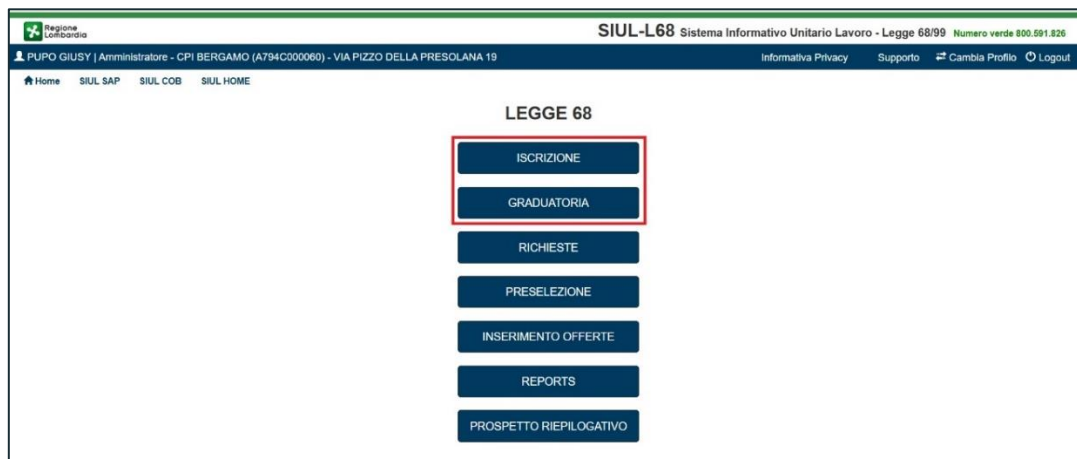 Regione
Lombardia
SIUL-L68 Sistema Informativo Unitario Lavoro - Legge 68/99 Numero verde 800.591.826
PUPO GIUSY | Amministratore - CPI BERGAMO (A794C000060) - VIA PIZZO DELLA PRESOLANA 19
Informativa Privacy Supporto Cambia Profilo Logout
Home SIUL SAP SIUL COB SIUL HOME
LEGGE 68
ISCRIZIONE
GRADUATORIA
RICHIESTE
PRESELEZIONE
INSERIMENTO OFFERTE
REPORTS
PROSPETTO RIEPILOGATIVO